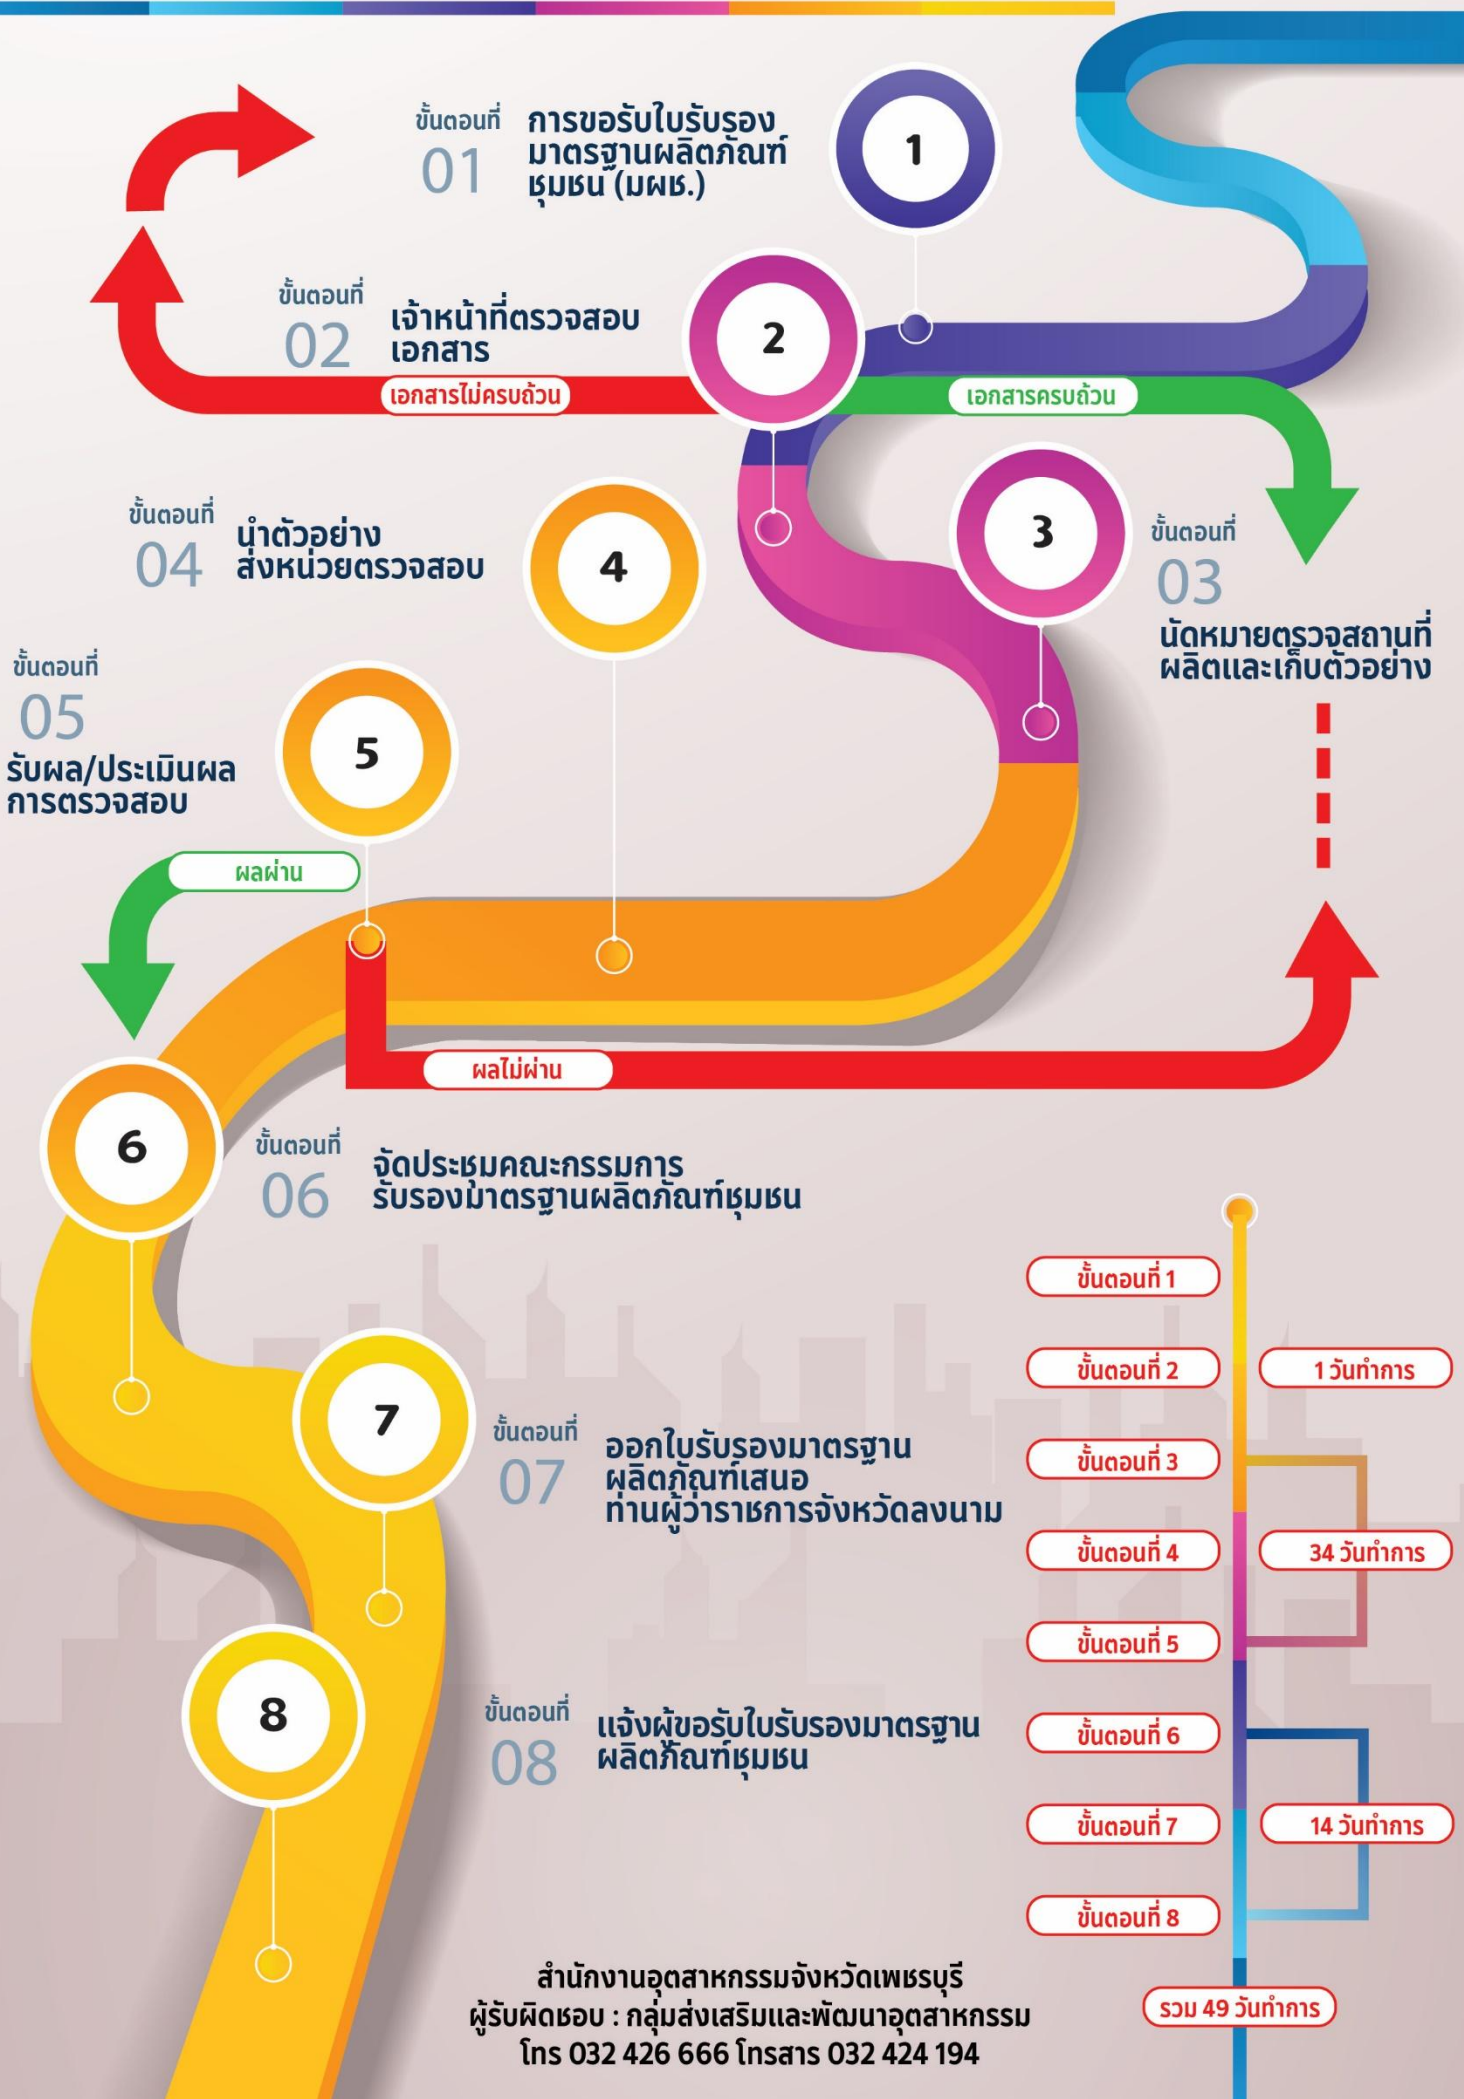 ขั้นตอนที่
01
การขอรับใบรับรอง
มาตรฐานผลิตภัณฑ์
ชุมชน (มผช.)
1
ขั้นตอนที่
02
เจ้าหน้าที่ตรวจสอบ
เอกสาร
2
เอกสารไม่ครบถ้วน
เอกสารครบถ้วน
3
ขั้นตอนที่
03
นัดหมายตรวจสถานที่
ผลิตและเก็บตัวอย่าง
ขั้นตอนที่
04
นำตัวอย่าง
ส่งหน่วยตรวจสอบ
4
ขั้นตอนที่
05
รับผล/ประเมินผล
การตรวจสอบ
5
ผลผ่าน
ผลไม่ผ่าน
6
ขั้นตอนที่
06
จัดประชุมคณะกรรมการ
รับรองมาตรฐานผลิตภัณฑ์ชุมชน
7
ขั้นตอนที่
07
ออกใบรับรองมาตรฐาน
ผลิตภัณฑ์เสนอ
ท่านผู้ว่าราชการจังหวัดลงนาม
8
ขั้นตอนที่
08
แจ้งผู้ขอรับใบรับรองมาตรฐาน
ผลิตภัณฑ์ชุมชน
ขั้นตอนที่ 1
ขั้นตอนที่ 2
1 วันทำการ
ขั้นตอนที่ 3
ขั้นตอนที่ 4
34 วันทำการ
ขั้นตอนที่ 5
ขั้นตอนที่ 6
ขั้นตอนที่ 7
14 วันทำการ
ขั้นตอนที่ 8
รวม 49 วันทำการ
สำนักงานอุตสาหกรรมจังหวัดเพชรบุรี
ผู้รับผิดชอบ : กลุ่มส่งเสริมและพัฒนาอุตสาหกรรม
โทร 032 426 666 โทรสาร 032 424 194